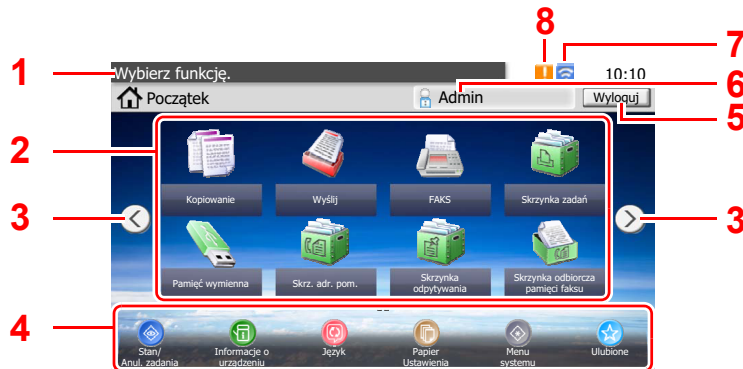 8
7
1
Wybierz funkcję.
10:10
6
Początek
Admin
Wyloguj
5
2
Kopiowanie
Wyślij
FAKS
Skrzynka zadań
3
3
Pamięć wymienna
Skrz. adr. pom.
Skrzynka
odpytywania
Skrzynka odbiorcza
pamięci faksu
4
Stan/
Anul. zadania
Informacje o
urządzeniu
Język
Papier
Ustawienia
Menu
systemu
Ulubione